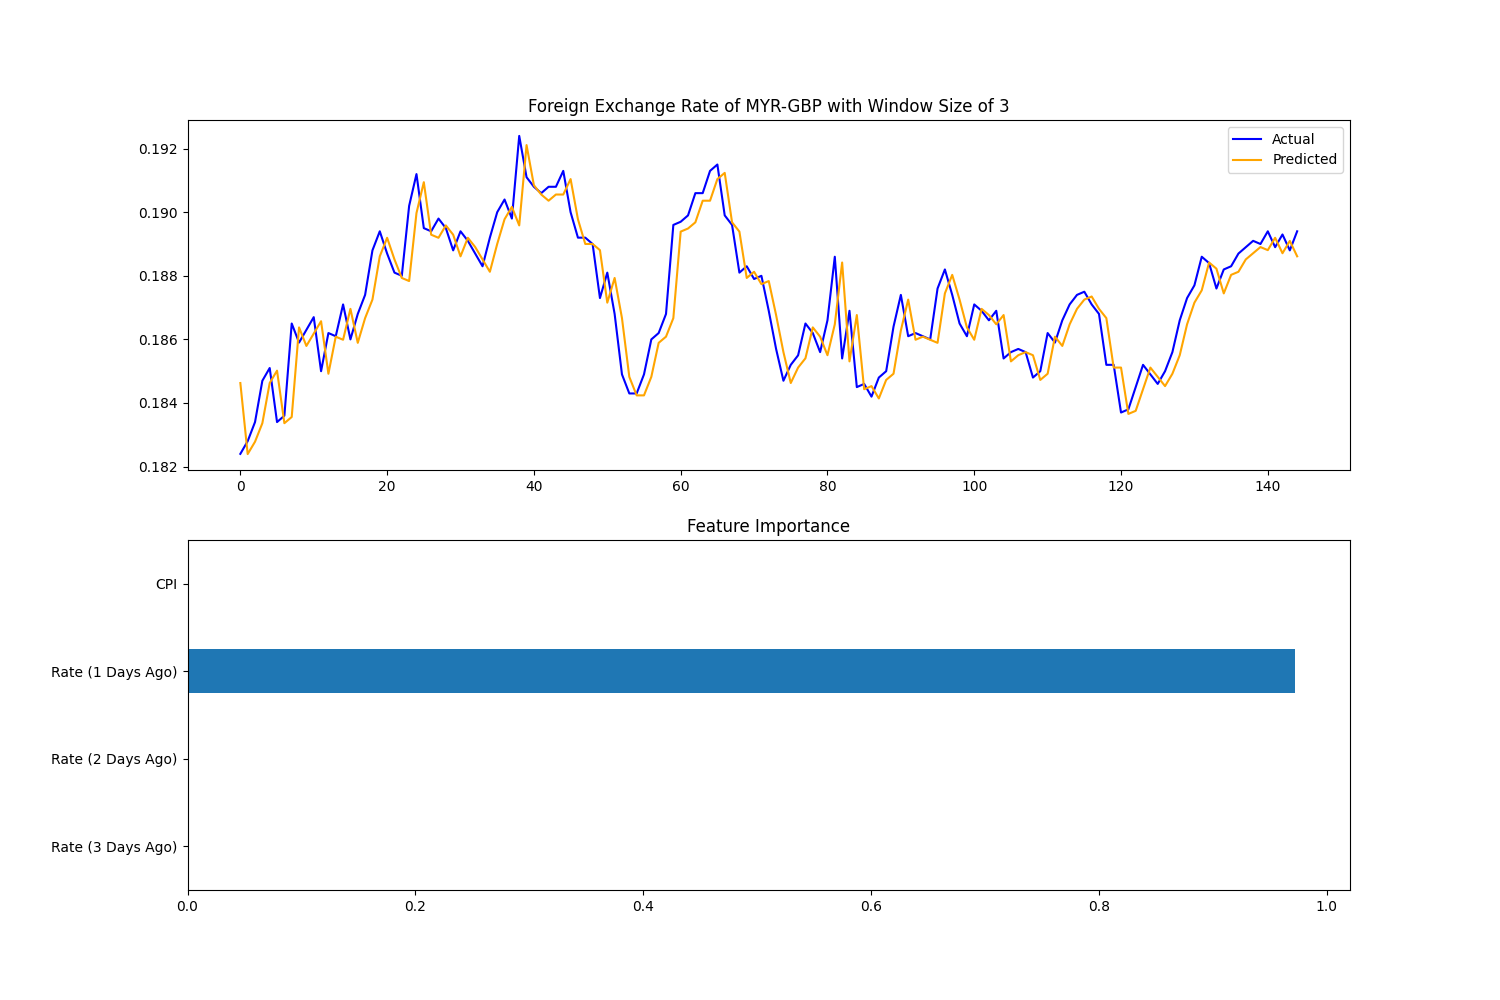 Foreign Exchange Rate of MYR-GBP with Window Size of 3
Actual
Predicted
0.192
0.190
0.188
0.186
0.184
0.182
0 20 40 60 80 100 120 140
Feature Importance
CPI
Rate (1 Days Ago)
Rate (2 Days Ago)
Rate (3 Days Ago)
0.0 0.2 0.4 0.6 0.8 1.0